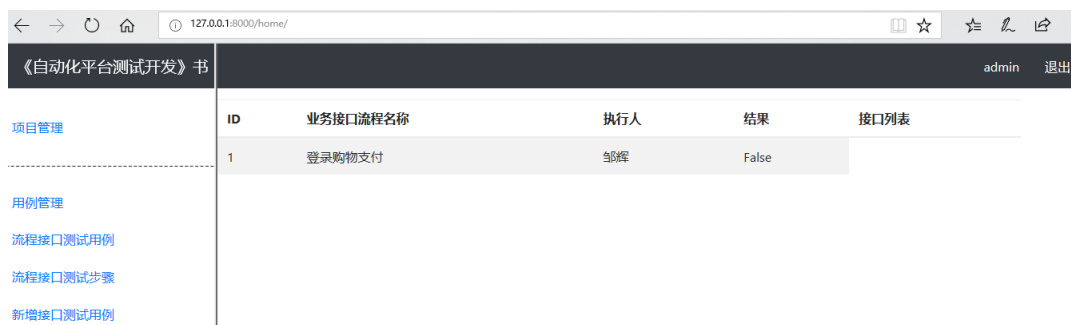 127.0.0.1:8000/home/
《自动化平台测试开发》书 admin 退出
ID 业务接口流程名称 执行人 结果 接口列表
1 登录购物支付 邹辉 False
项目管理
用例管理
流程接口测试用例
流程接口测试步骤
新增接口测试用例